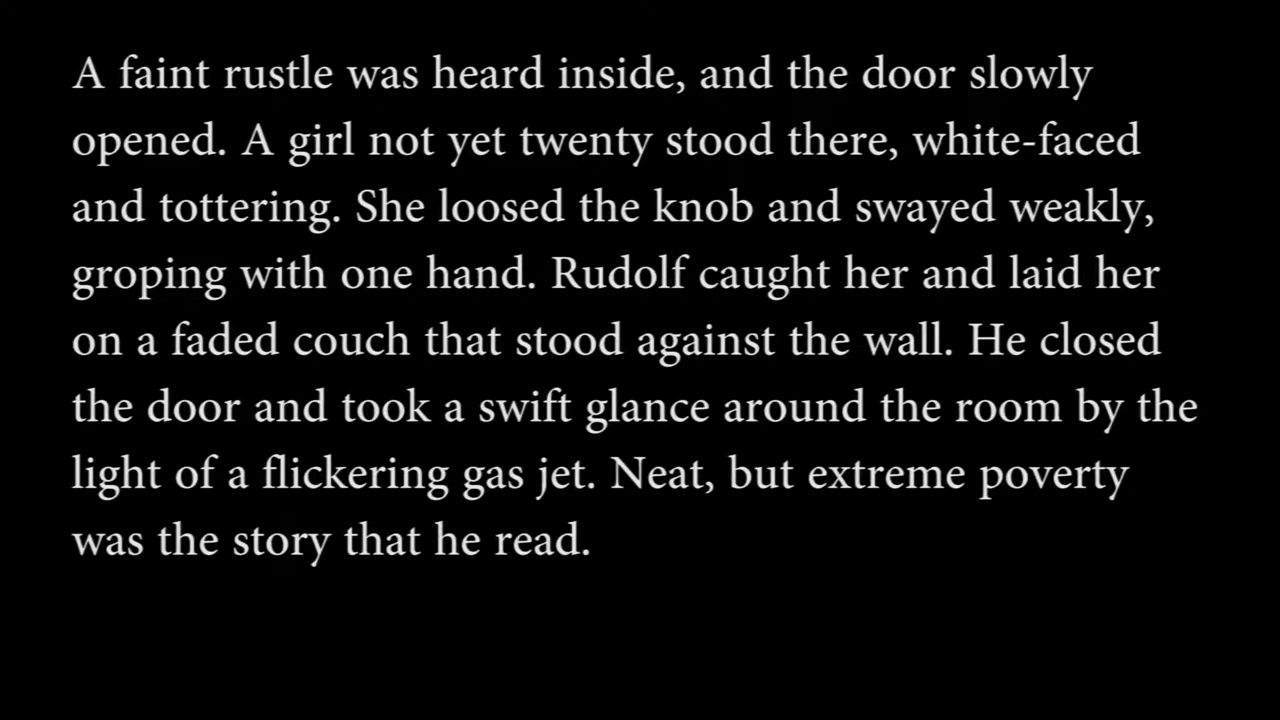 A faint rustle was heard inside, and the door slowly
opened. A girl not yet twenty stood there, white-faced
and tottering. She loosed the knob and swayed weakly,
groping with one hand. Rudolf caught her and laid her
on a faded couch that stood against the wall. He closed
the door and took a swift glance around the room by the
light of a flickering gas jet. Neat, but extreme poverty
was the story that he read.